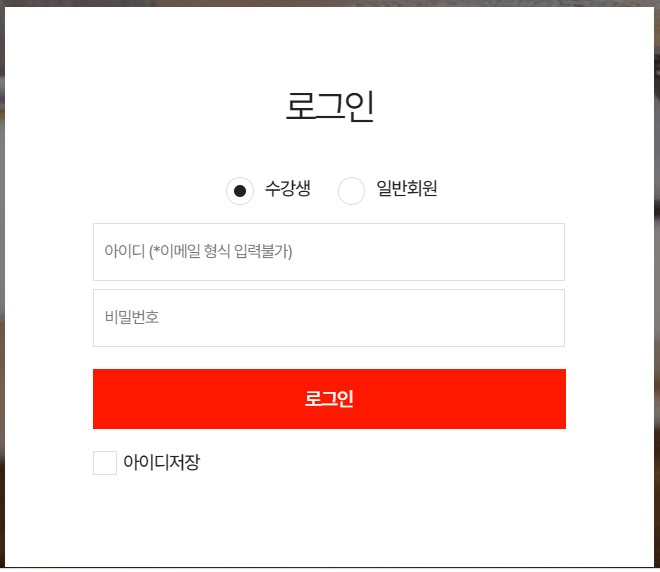 로그인
수강생 일반회원
아이디 (*이메일 형식 입력불가)
비밀번호
로그인
아이디저장